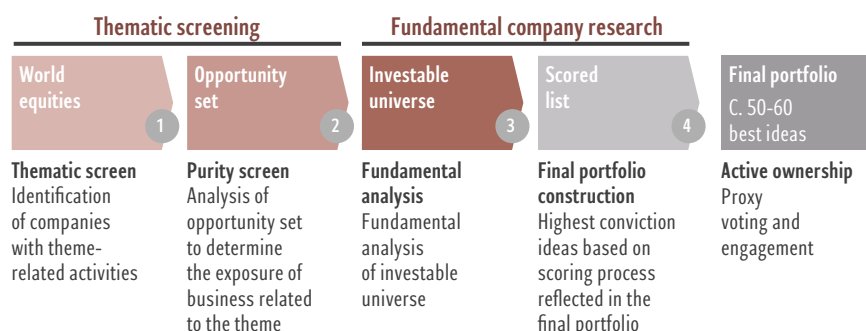 Thematic screening
Fundamental company research
World
equities
1
Opportunity
set
2
Investable
universe
3
Scored
list
4
Final portfolio
C. 50-60
best ideas
Thematic screen
Identification
of companies
with theme-
related activities
Purity screen
Analysis of
opportunity set
to determine
the exposure of
business related
to the theme
Fundamental
analysis
Fundamental
analysis
of investable
universe
Final portfolio
construction
Highest conviction
ideas based on
scoring process
reflected in the
final portfolio
Active ownership
Proxy
voting and
engagement